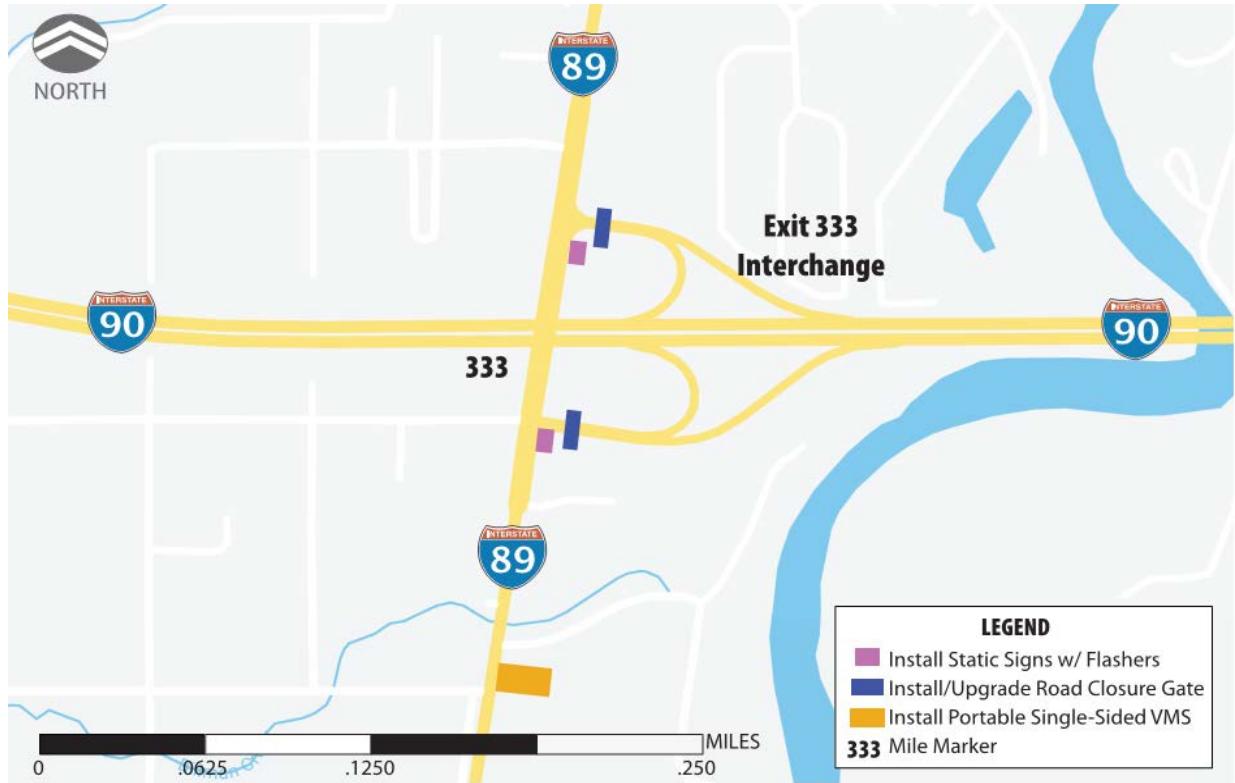 NORTH
INTERSTATE
89
Exit 333
Interchange
INTERSTATE
90
INTERSTATE
90
333
INTERSTATE
89
LEGEND
Install Static Signs w/ Flashers
Install/Upgrade Road Closure Gate
Install Portable Single-Sided VMS
333 Mile Marker
MILES
0 .0625 .1250 .250